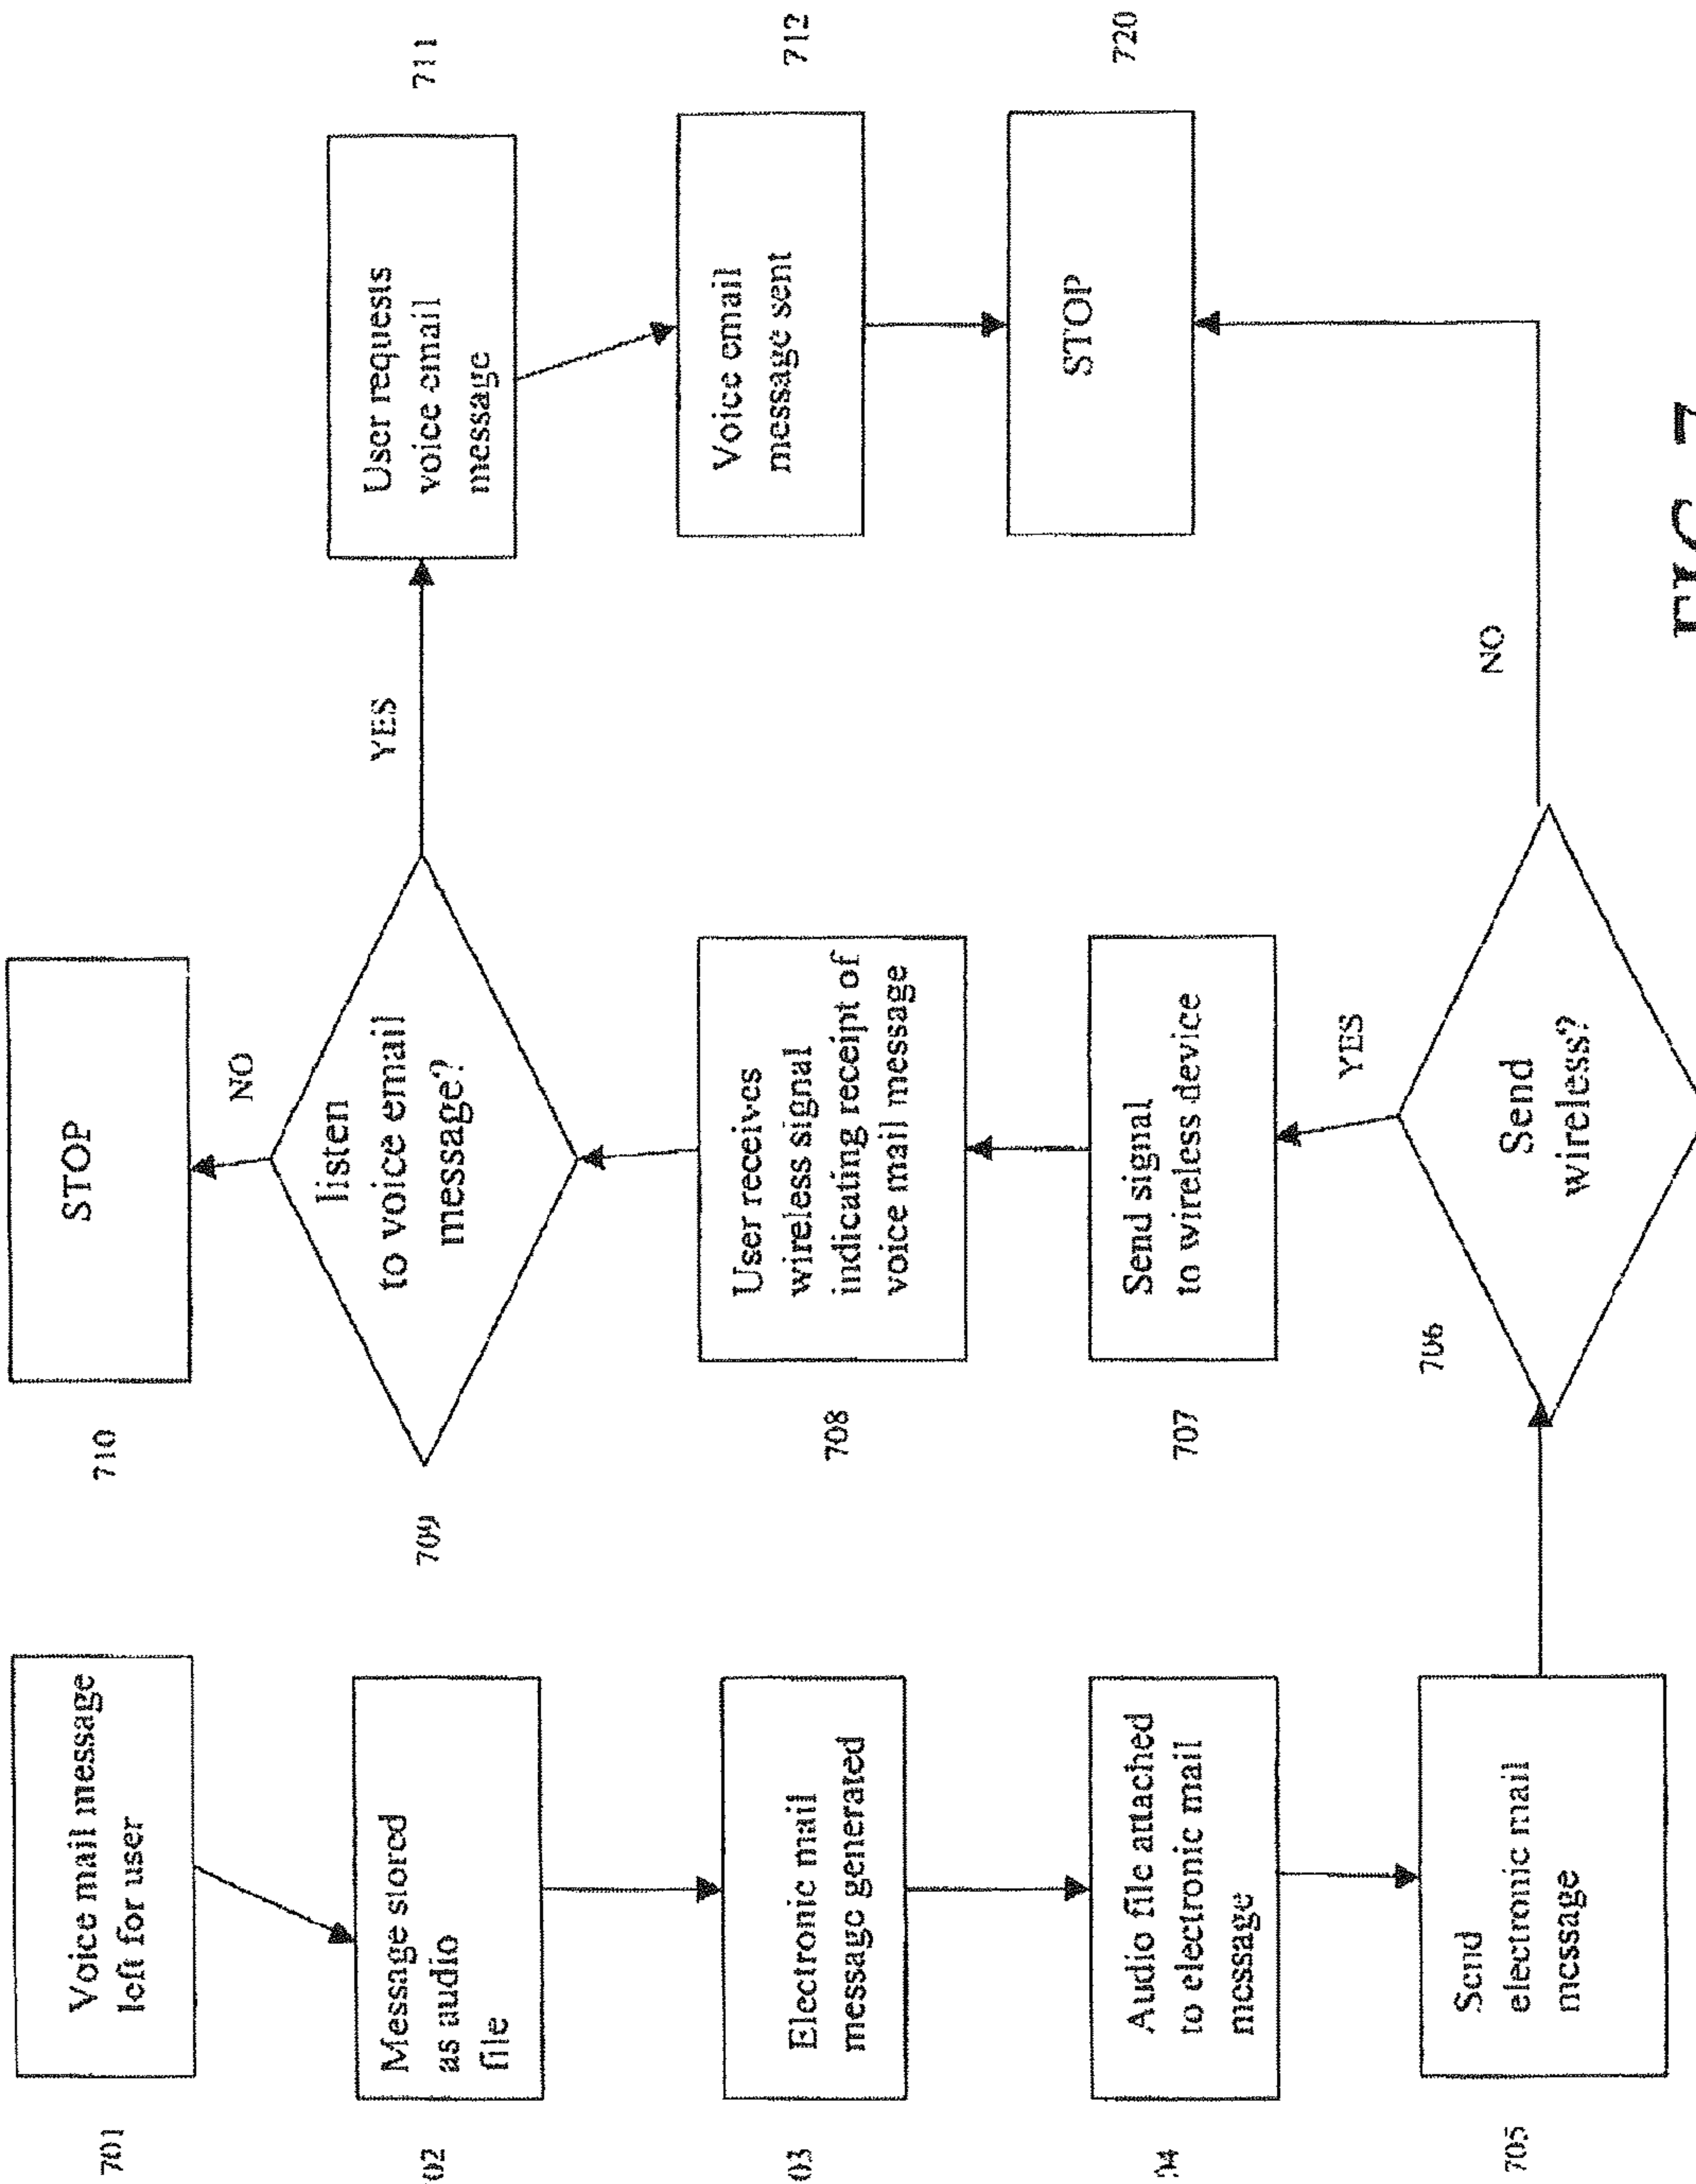 701
Voice mail message
left for user
02
Message stored
as audio
file
03
Electronic mail
message generated
04
Audio file attached
to electronic mail
message
705
Send
electronic mail
message
706
Send
wireless?
YES
NO
707
Send signal
to wireless device
708
User receives
wireless signal
indicating receipt of
voice mail message
709
listen
to voice email
message?
NO
YES
710
STOP
711
User requests
voice email
message
712
Voice email
message sent
720
STOP